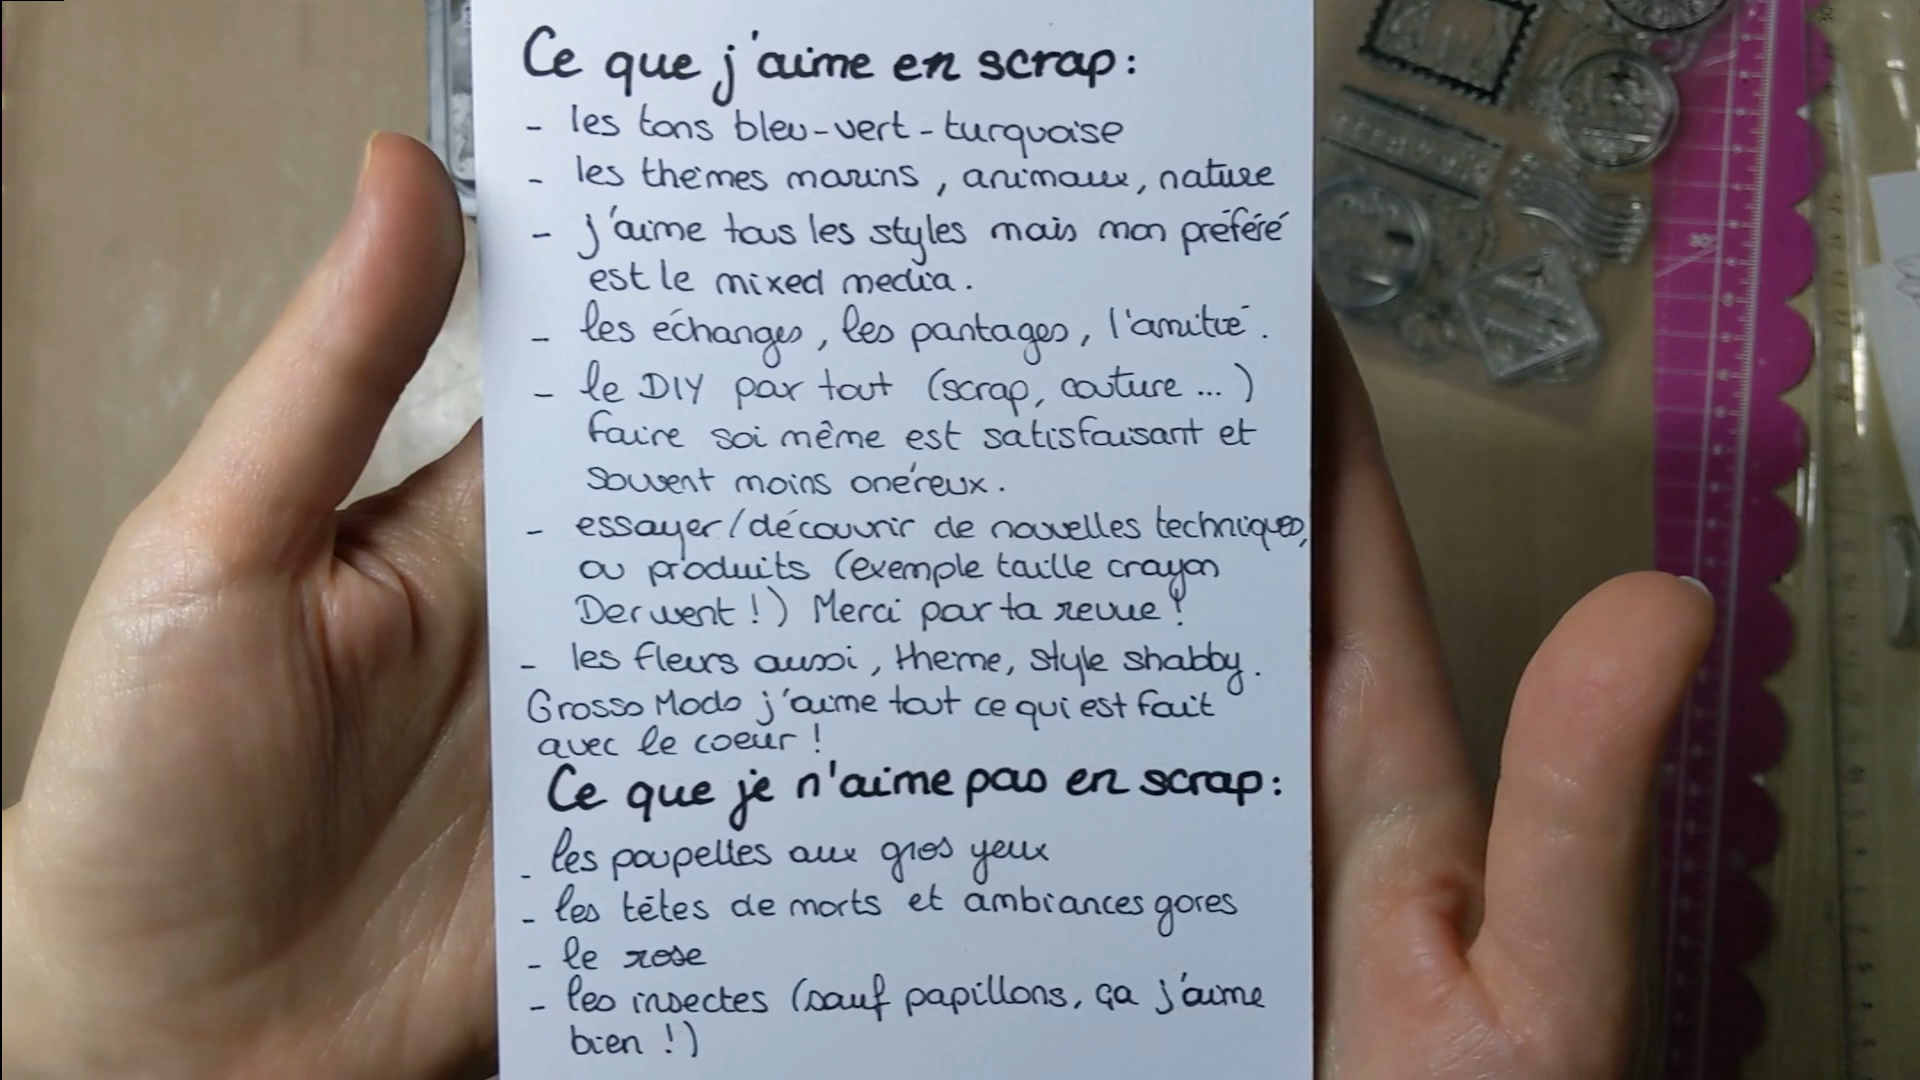 Ce que j'aime en scrap :
- les tons bleu-vert-turquoise
- les thèmes marins, animaux, nature
- j'aime tous les styles mais mon préféré
est le mixed media.
- les échanges, les partages, l'amitié.
- le DIY par tout (scrap, couture ... )
faire soi même est satisfaisant et
souvent moins onéreux.
- essayer/découvrir de nouvelles techniques,
ou produits (exemple taille crayon
Derwent !) Merci par ta revue !
- les fleurs aussi, theme, style shabby.
Grosso Modo j'aime tout ce qui est fait
avec le coeur !
Ce que je n'aime pas en scrap :
- les poupettes aux gros yeux
- les têtes de morts et ambiances gores
- le rose
- les insectes (sauf papillons, ça j'aime
bien !)